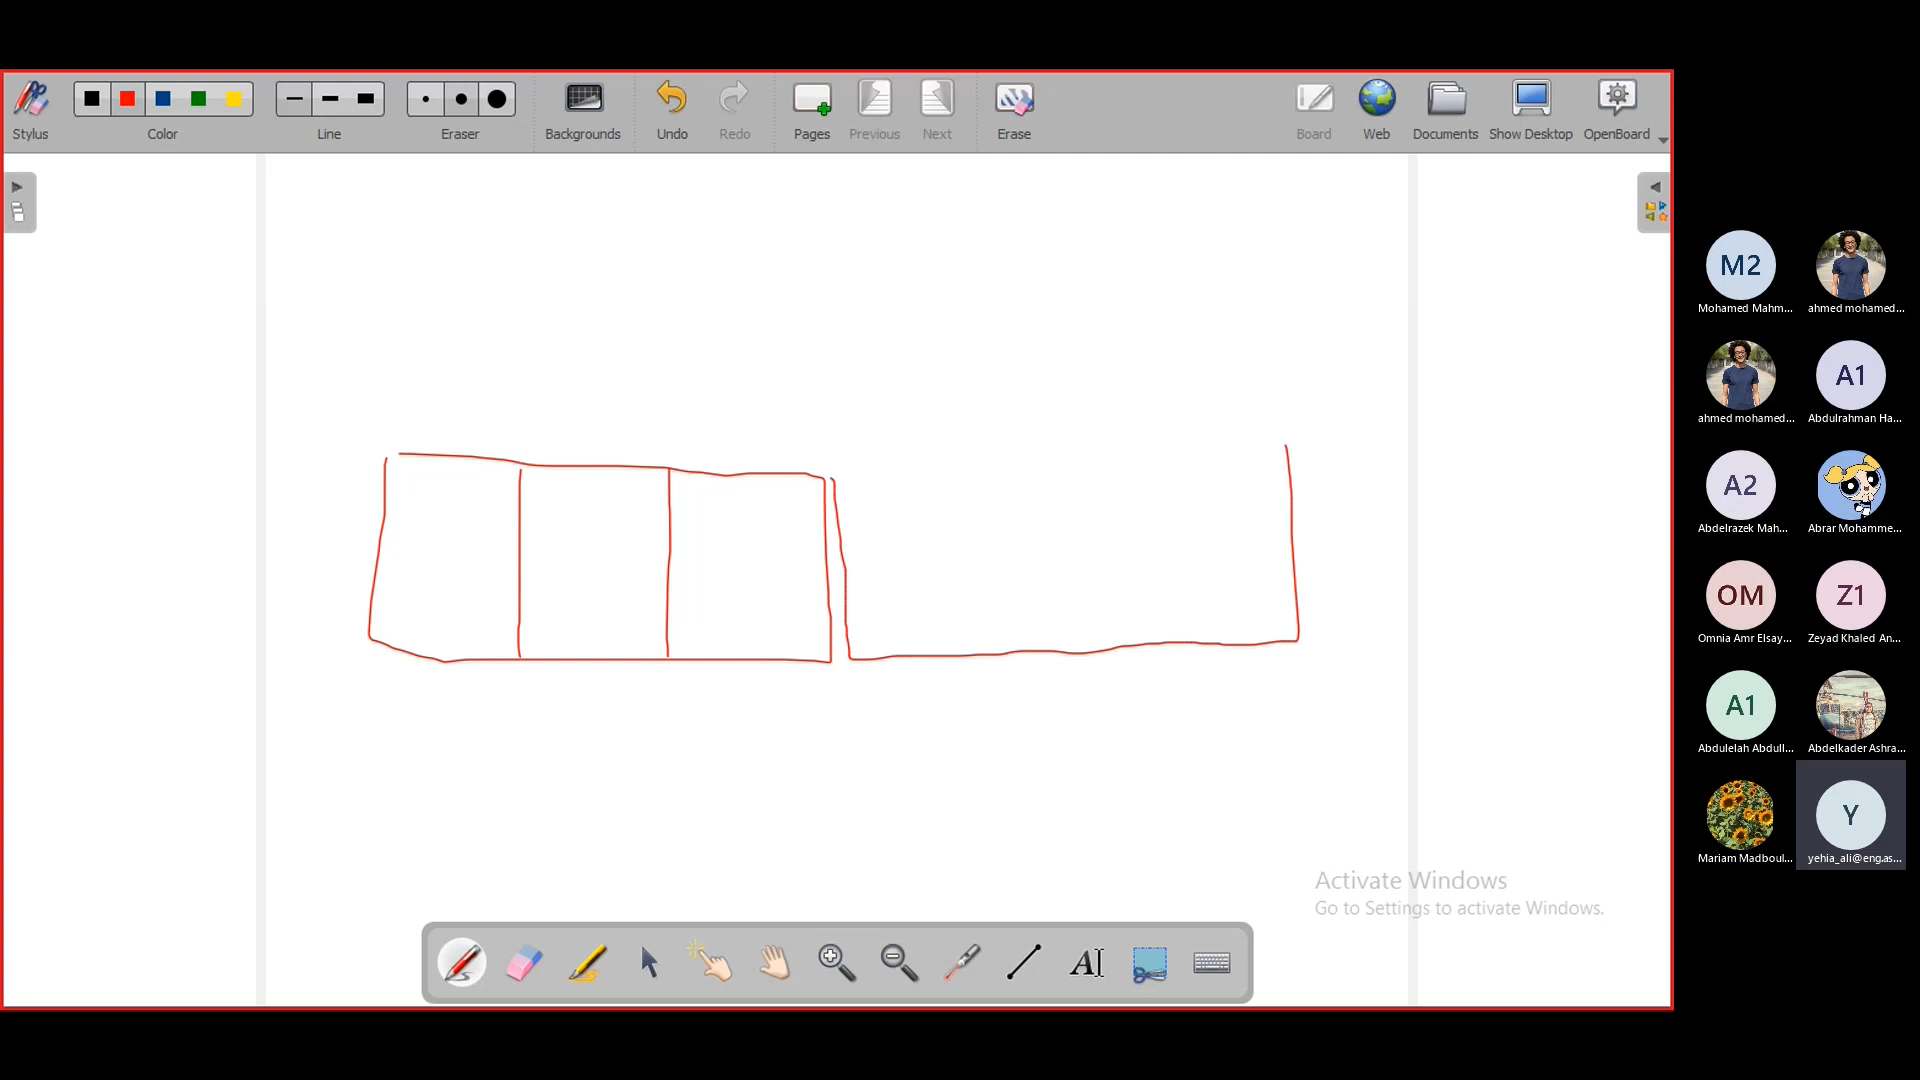 Stylus
Color
Line
Eraser
Backgrounds
Undo
Redo
Pages
Previous
Next
Erase
Board
Web
Documents
Show Desktop
OpenBoard
M2
Mohamed Mahm...
ahmed mohamed...
ahmed mohamed...
A1
Abdulrahman Ha...
A2
Abdelrazek Mah...
Abrar Mohamme...
OM
Omnia Amr Elsay...
Z1
Zeyad Khaled An...
A1
Abdulelah Abdull...
Abdelkader Ashra...
Mariam Madboul...
Y
yehia_ali@eng.as...
Activate Windows
Go to Settings to activate Windows.
A